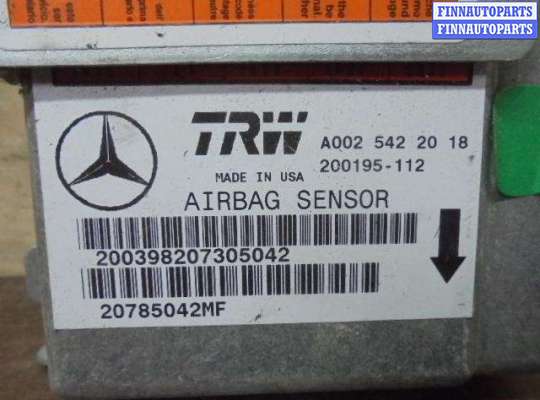 FINNAUTOPARTS
FINNAUTOPARTS
TRW
A002 542 20 18
MADE IN USA
200195-112
AIRBAG SENSOR
200398207305042
20785042MF